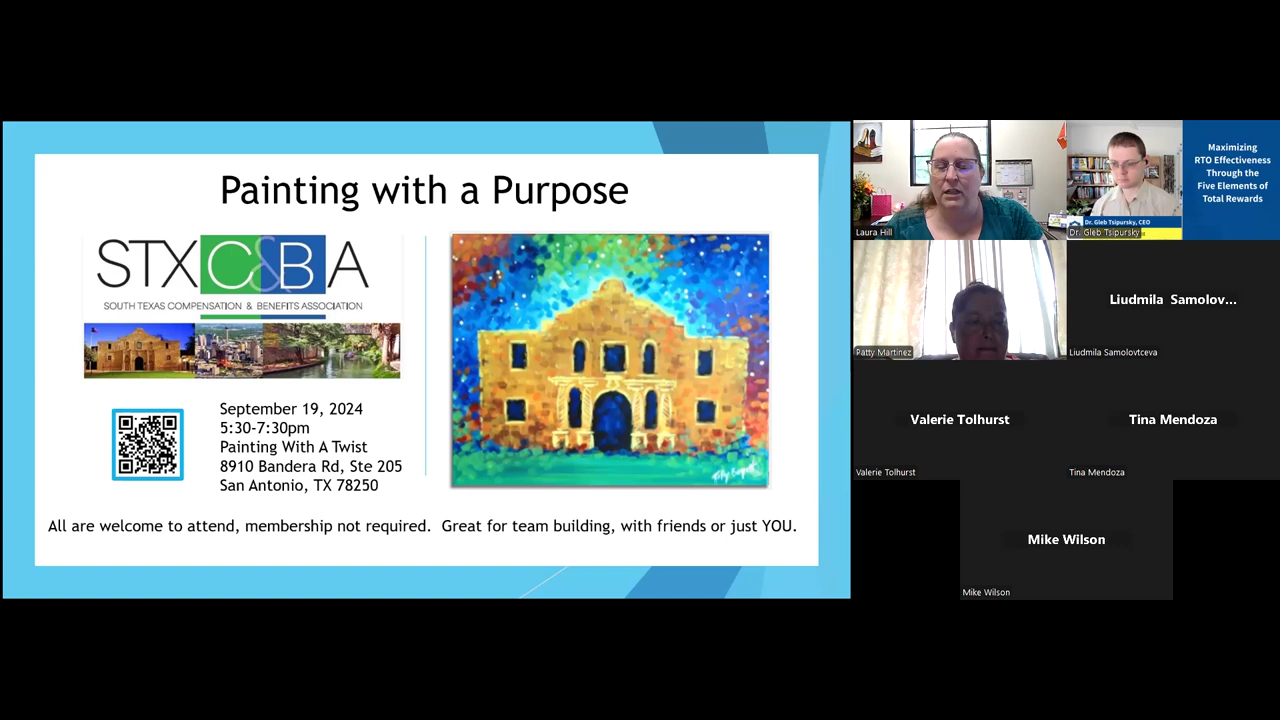 Painting with a Purpose
STXC&BA
SOUTH TEXAS COMPENSATION & BENEFITS ASSOCIATION
September 19, 2024
5:30-7:30pm
Painting With A Twist
8910 Bandera Rd, Ste 205
San Antonio, TX 78250
All are welcome to attend, membership not required. Great for team building, with friends or just YOU.
Laura Hill
Maximizing
RTO Effectiveness
Through the
Five Elements of
Total Rewards
Dr. Gleb Tsipursky, CEO
Dr. Gleb Tsipursky
Patty Martinez
Liudmila Samolov...
Liudmila Samolovtceva
Valerie Tolhurst
Valerie Tolhurst
Tina Mendoza
Tina Mendoza
Mike Wilson
Mike Wilson